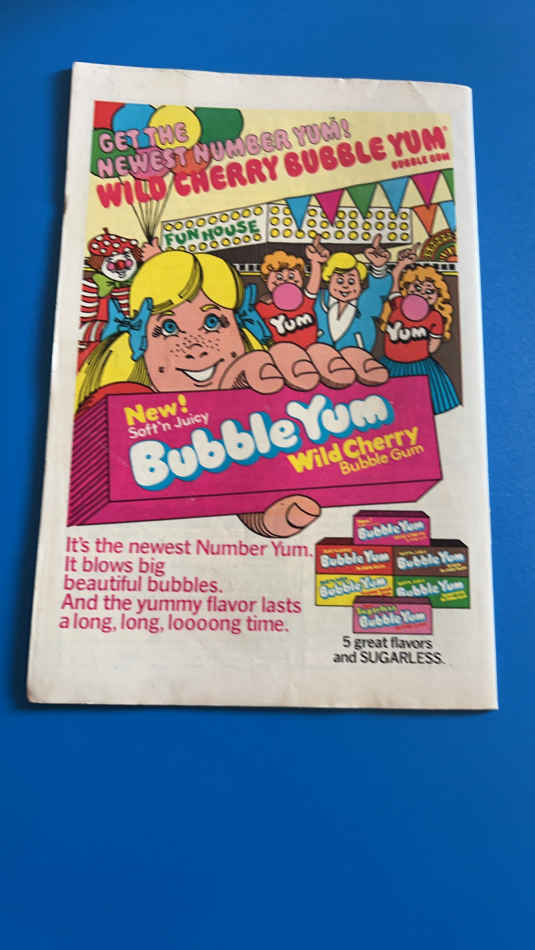 GET THE
NEWEST NUMBER YUM!
WILD CHERRY BUBBLE YUM®
BUBBLE GUM
FUN HOUSE
Yum
Yum
New!
Soft'n Juicy
Bubble Yum
Wild Cherry
Bubble Gum
It's the newest Number Yum.
It blows big
beautiful bubbles.
And the yummy flavor lasts
a long, long, loooong time.
Bubble Yum
Bubble Yum
Bubble Yum
Bubble Yum
Bubble Yum
Sugarless
Bubble Yum
5 great flavors
and SUGARLESS.